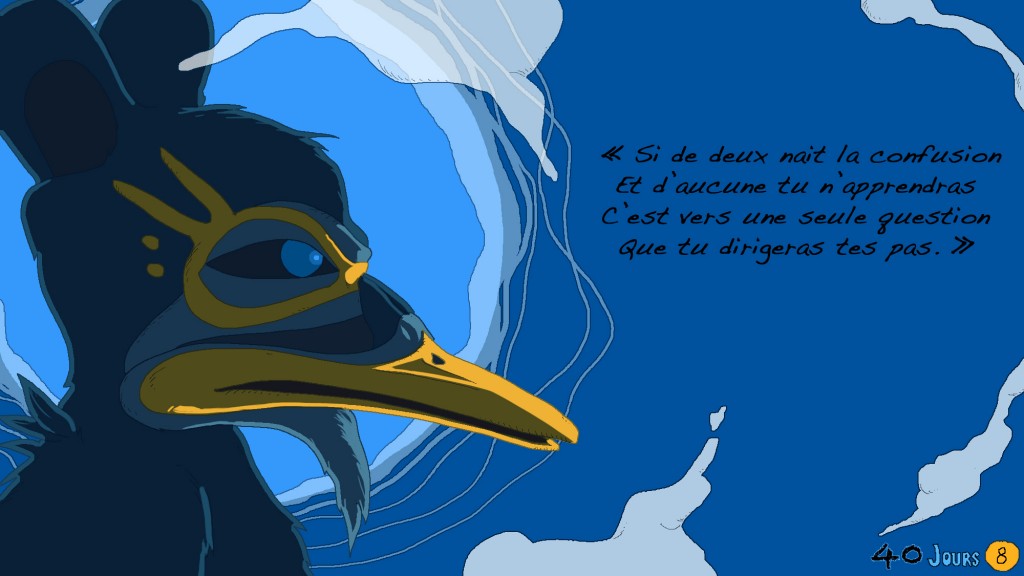 « Si de deux nait la confusion
Et d'aucune tu n'apprendras
C'est vers une seule question
Que tu dirigeras tes pas. »
40 Jours 8